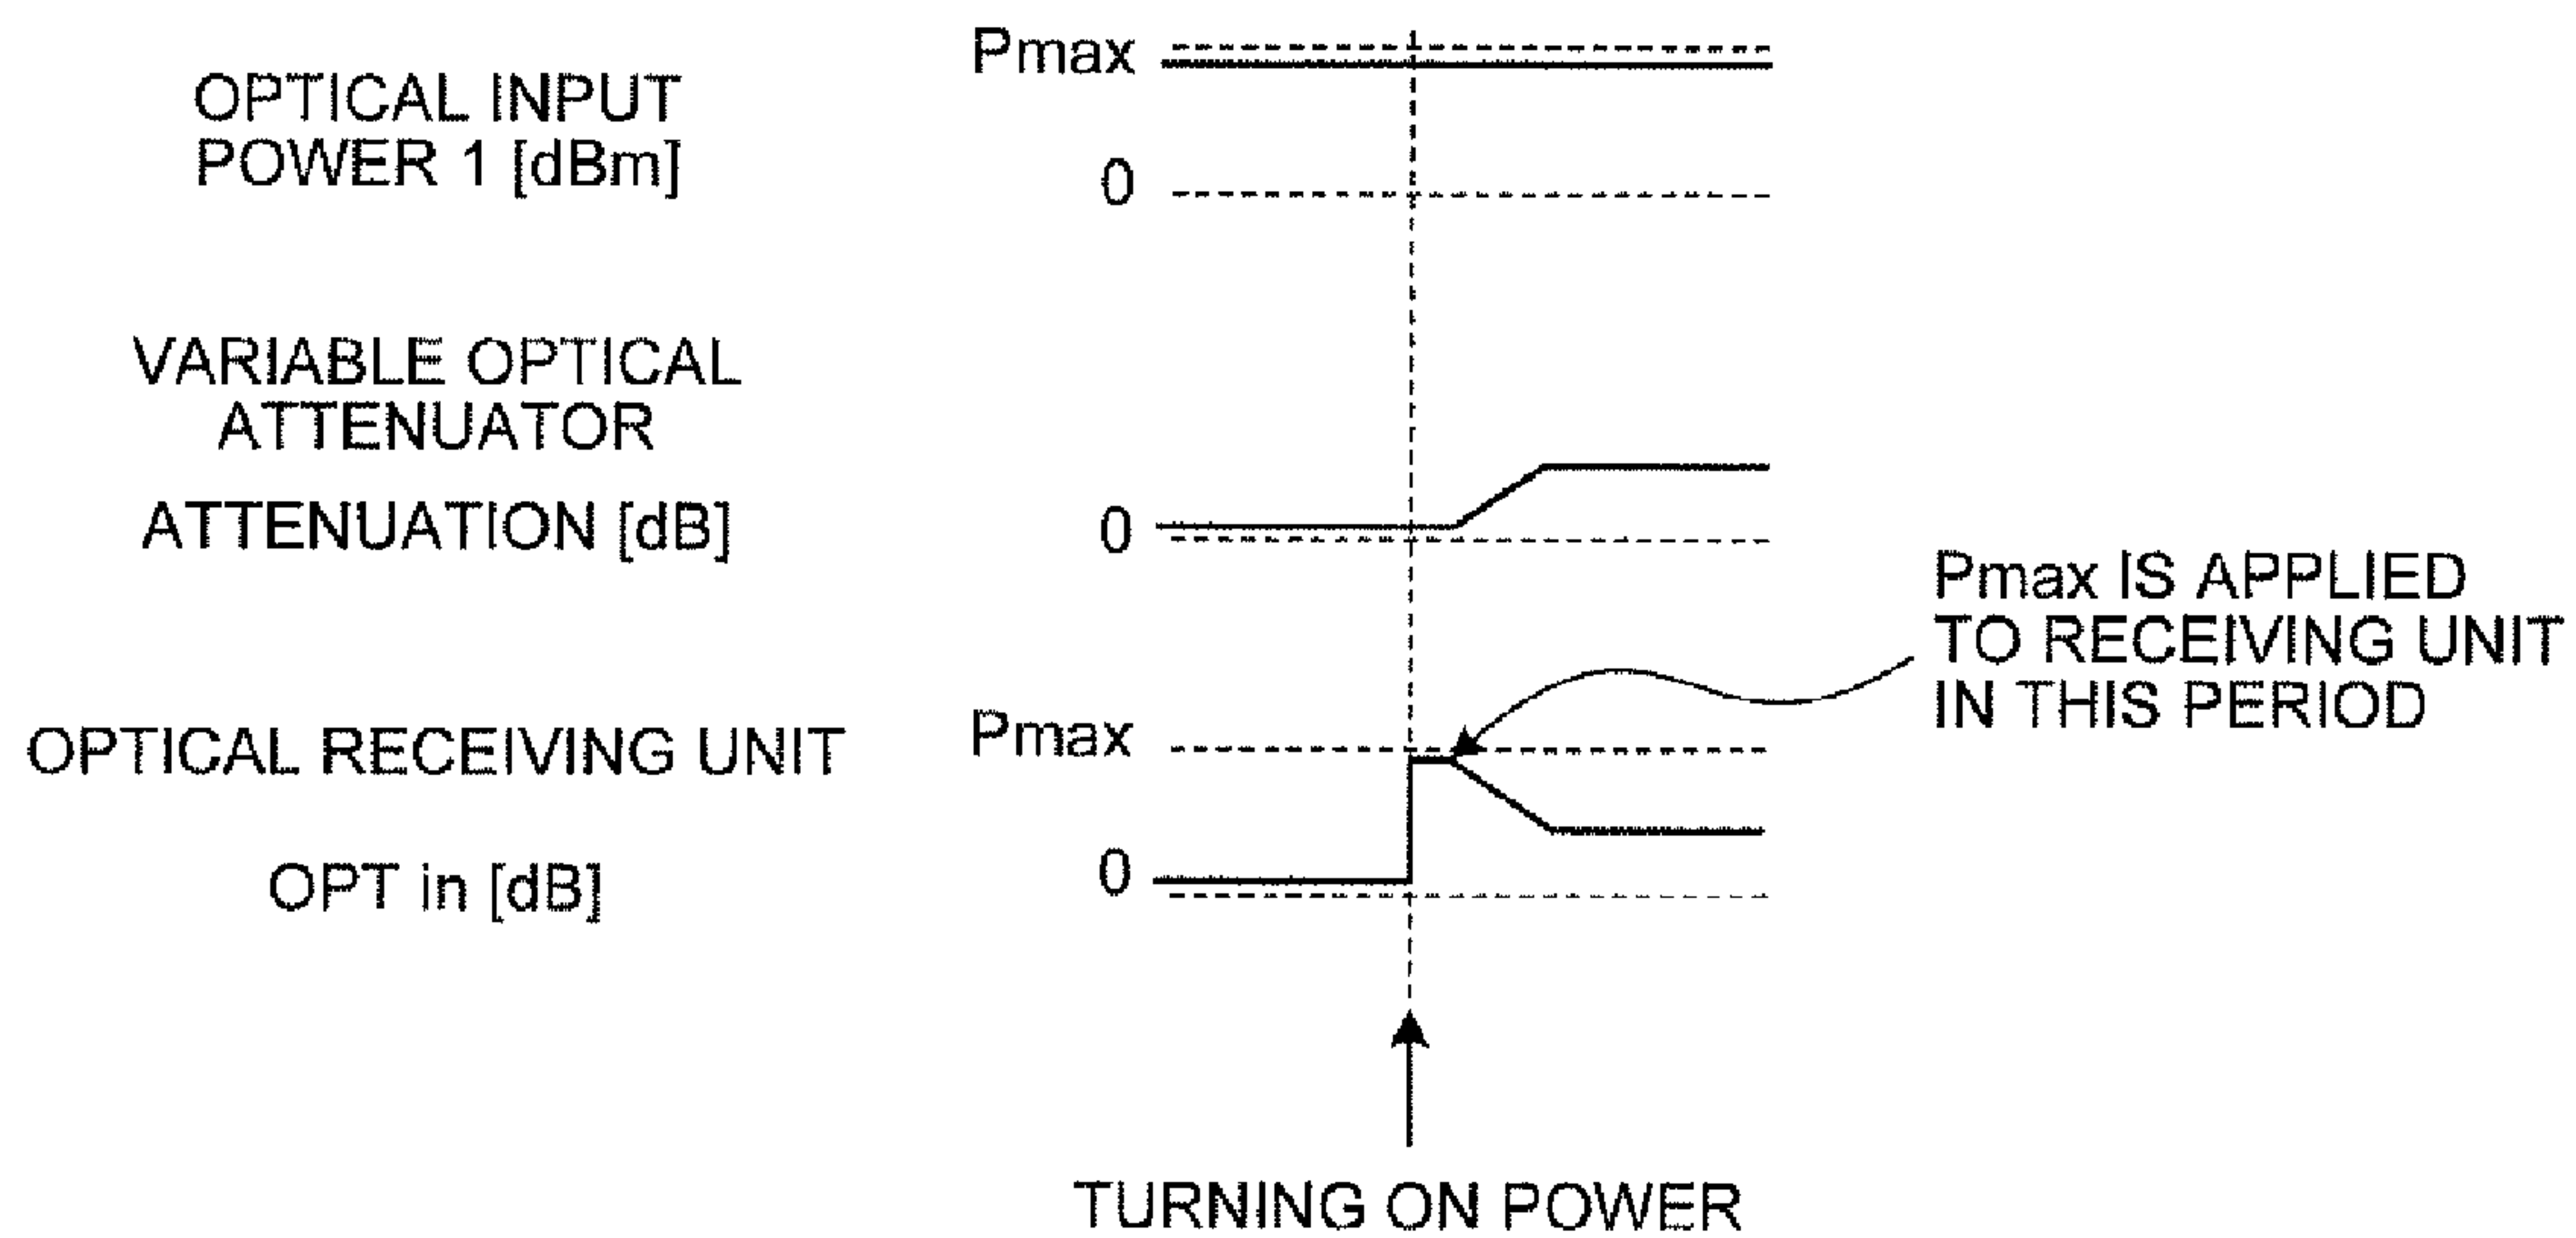 Pmax
OPTICAL INPUT
POWER 1 [dBm]
0
VARIABLE OPTICAL
ATTENUATOR
ATTENUATION [dB]
0
Pmax IS APPLIED
TO RECEIVING UNIT
IN THIS PERIOD
Pmax
OPTICAL RECEIVING UNIT
0
OPT in [dB]
TURNING ON POWER